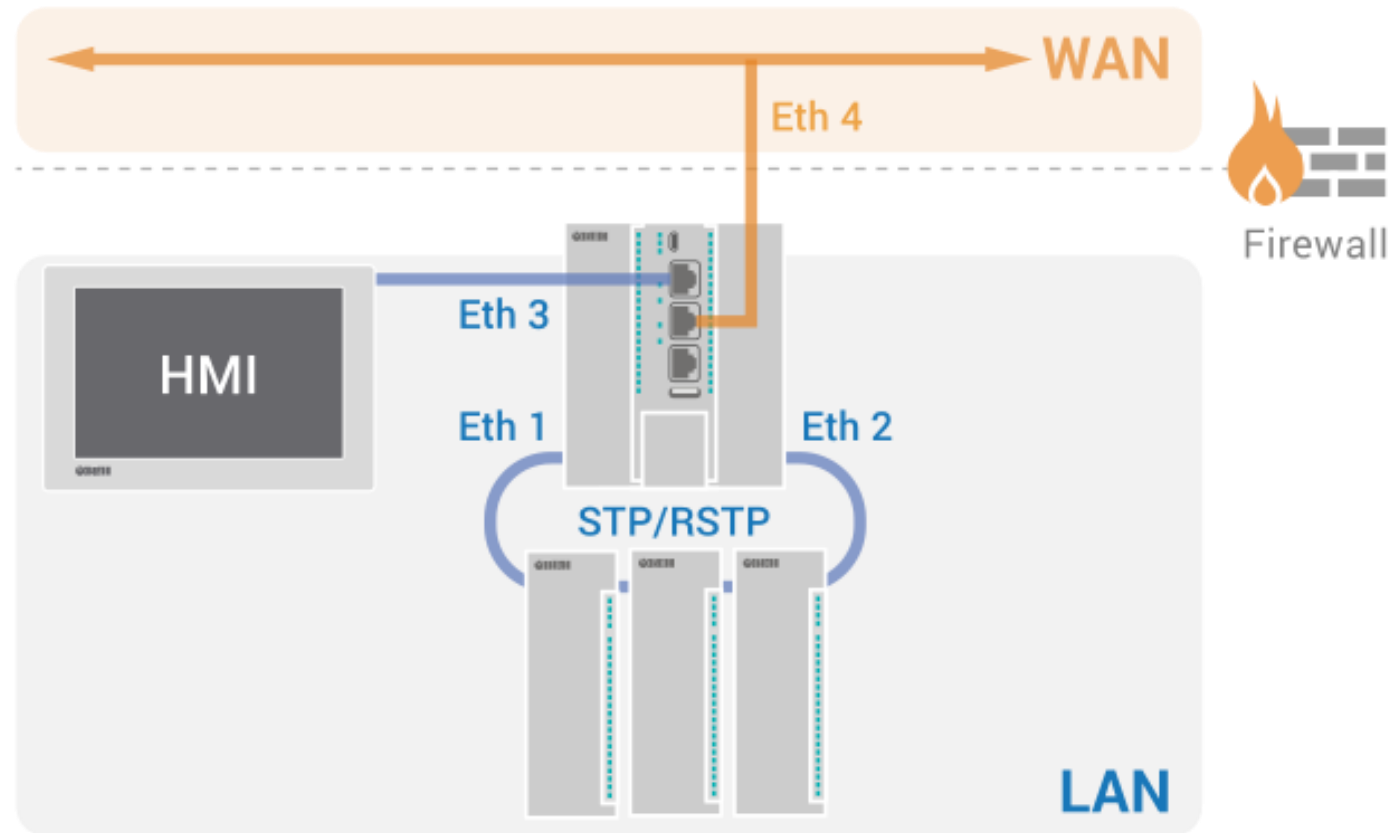 WAN
Eth 4
Firewall
Eth 3
HMI
Eth 1
Eth 2
STP/RSTP
LAN